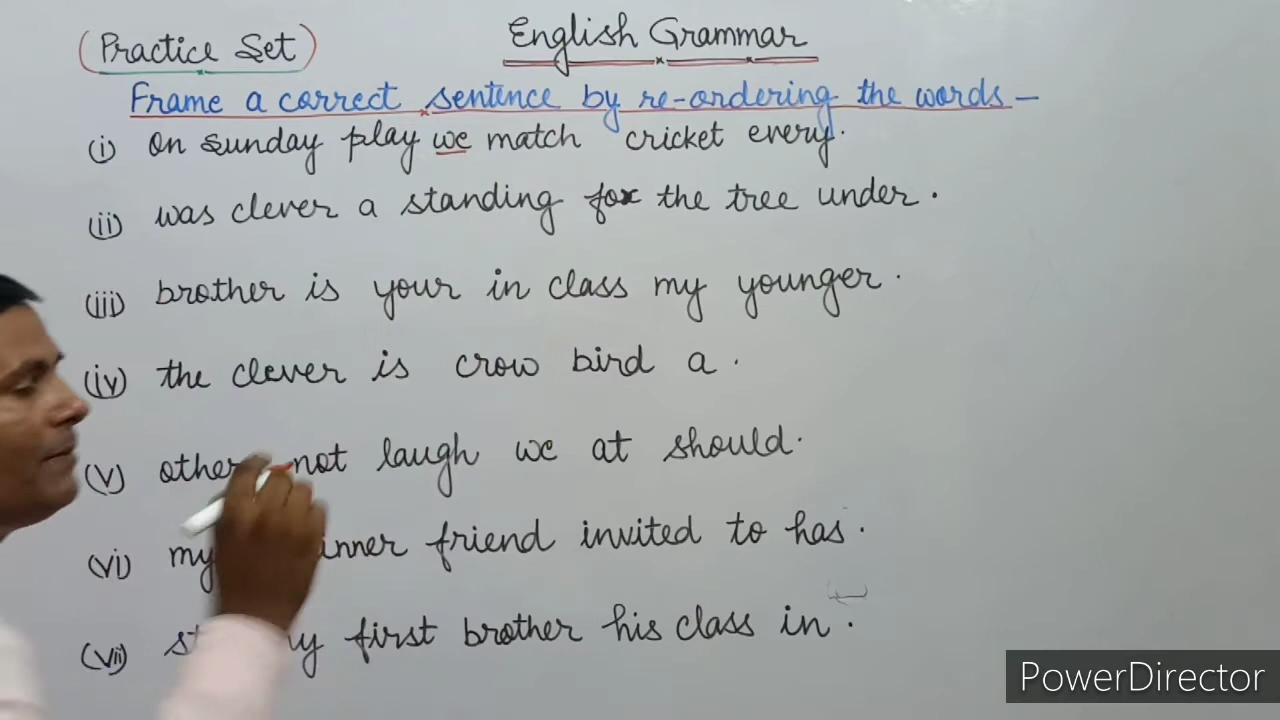 (Practice Set) English Grammar
Frame a correct sentence by re-ordering the words –
(i) on sunday play we match cricket every.
(ii) was clever a standing fox the tree under.
(iii) brother is your in class my younger.
(iv) the clever is crow bird a.
(v) other not laugh we at should.
(vi) my friend invited to has.
(vii) first brother his class in.
PowerDirector